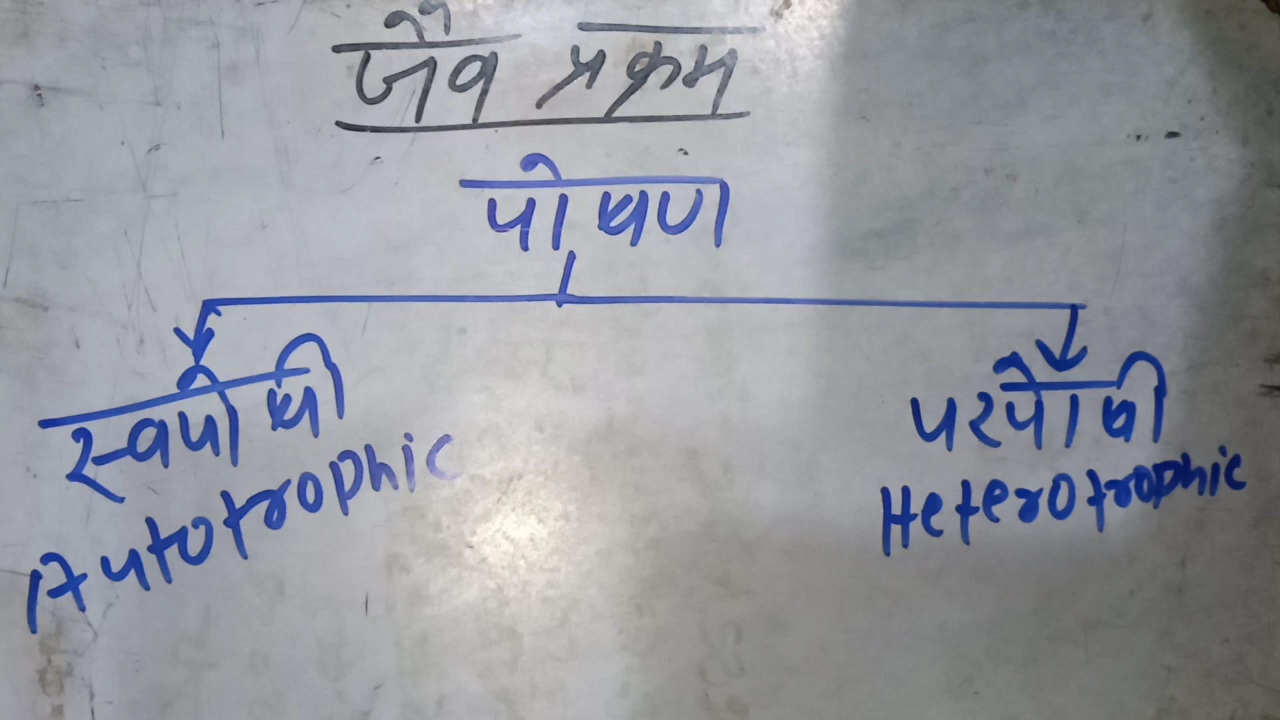 जैव प्रक्रम
पोषण
स्वपोषी
Autotrophic
परपोषी
Heterotrophic